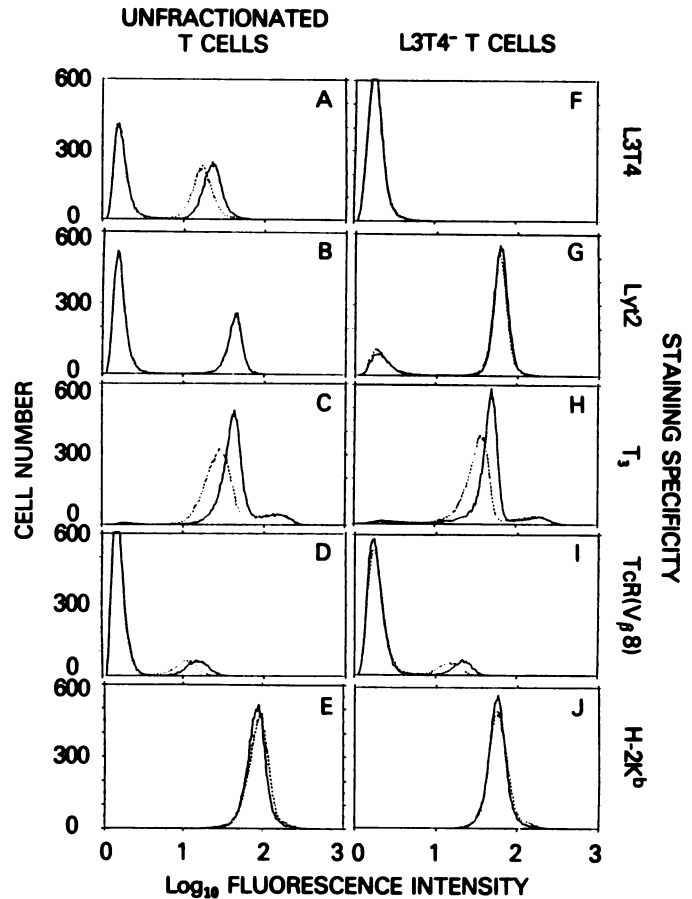 UNFRACTIONATED
T CELLS
L3T4⁻ T CELLS
600
300
0
A
F
L3T4
600
300
0
B
G
Lyt2
600
300
0
C
H
T₃
600
300
0
D
I
TcR(Vβ8)
600
300
0
E
J
H-2Kᵇ
CELL NUMBER
STAINING SPECIFICITY
0 1 2 3 0 1 2 3
Log₁₀ FLUORESCENCE INTENSITY